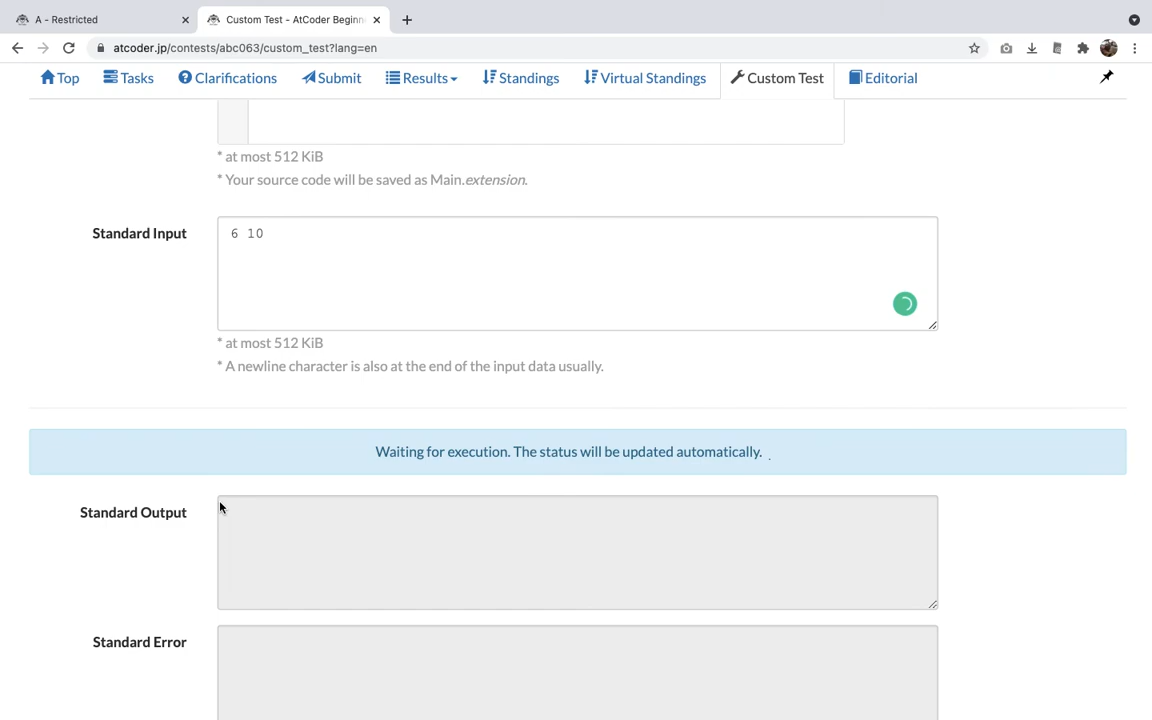 A - Restricted
Custom Test - AtCoder Beginn
atcoder.jp/contests/abc063/custom_test?lang=en
Top Tasks Clarifications Submit Results Standings Virtual Standings Custom Test Editorial
* at most 512 KiB
* Your source code will be saved as Main.extension.
Standard Input
6 10
* at most 512 KiB
* A newline character is also at the end of the input data usually.
Waiting for execution. The status will be updated automatically. .
Standard Output
Standard Error